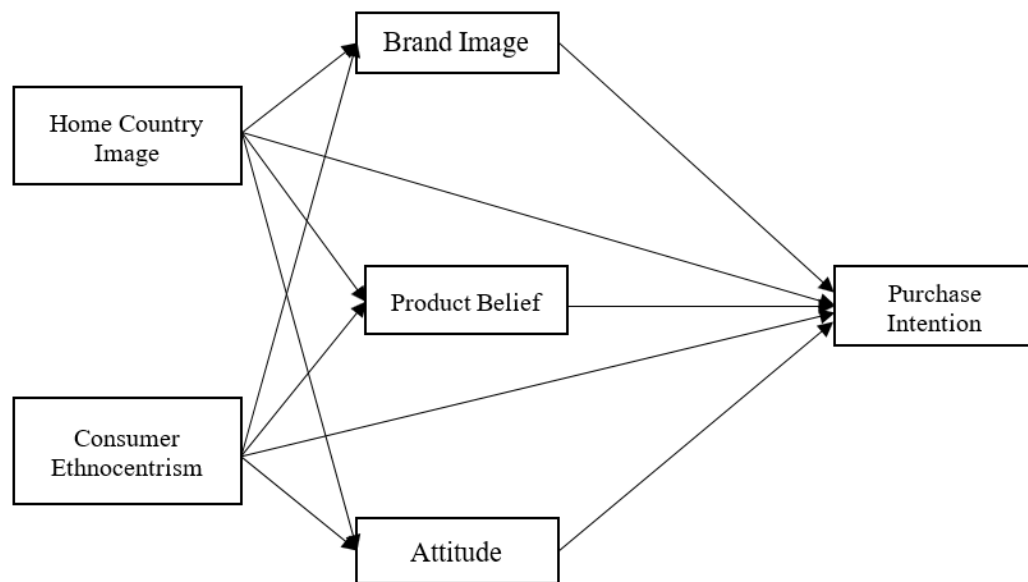 Brand Image
Home Country
Image
Product Belief
Purchase
Intention
Consumer
Ethnocentrism
Attitude